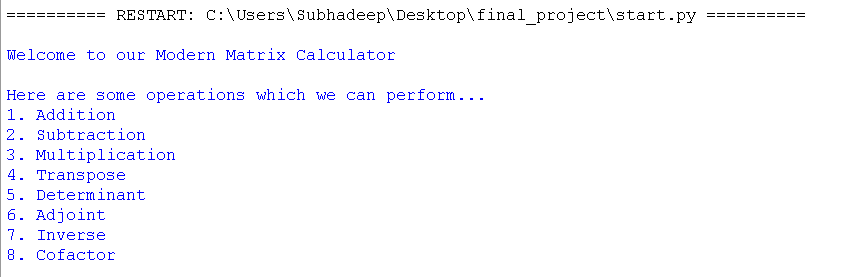 ========== RESTART: C:\Users\Subhadeep\Desktop\final_project\start.py ==========
Welcome to our Modern Matrix Calculator
Here are some operations which we can perform...
1. Addition
2. Subtraction
3. Multiplication
4. Transpose
5. Determinant
6. Adjoint
7. Inverse
8. Cofactor